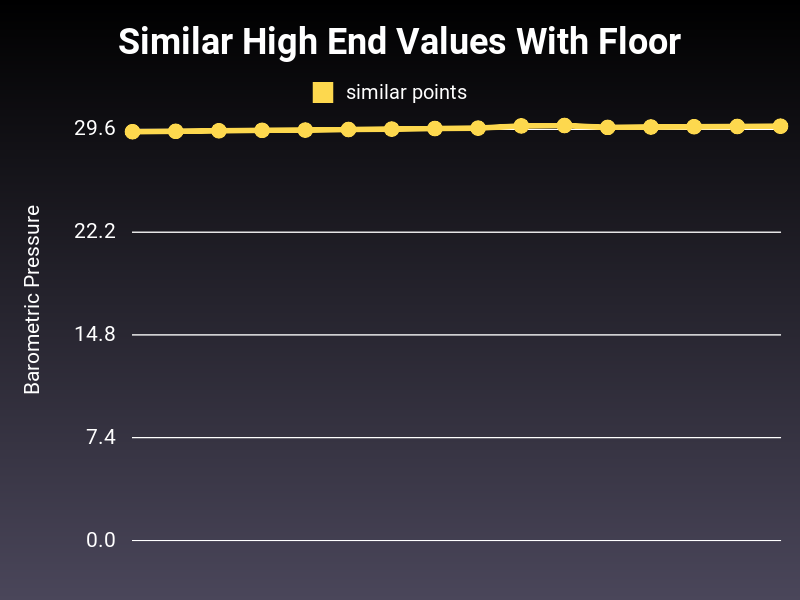 Similar High End Values With Floor
similar points
29.6
22.2
14.8
7.4
0.0
Barometric Pressure